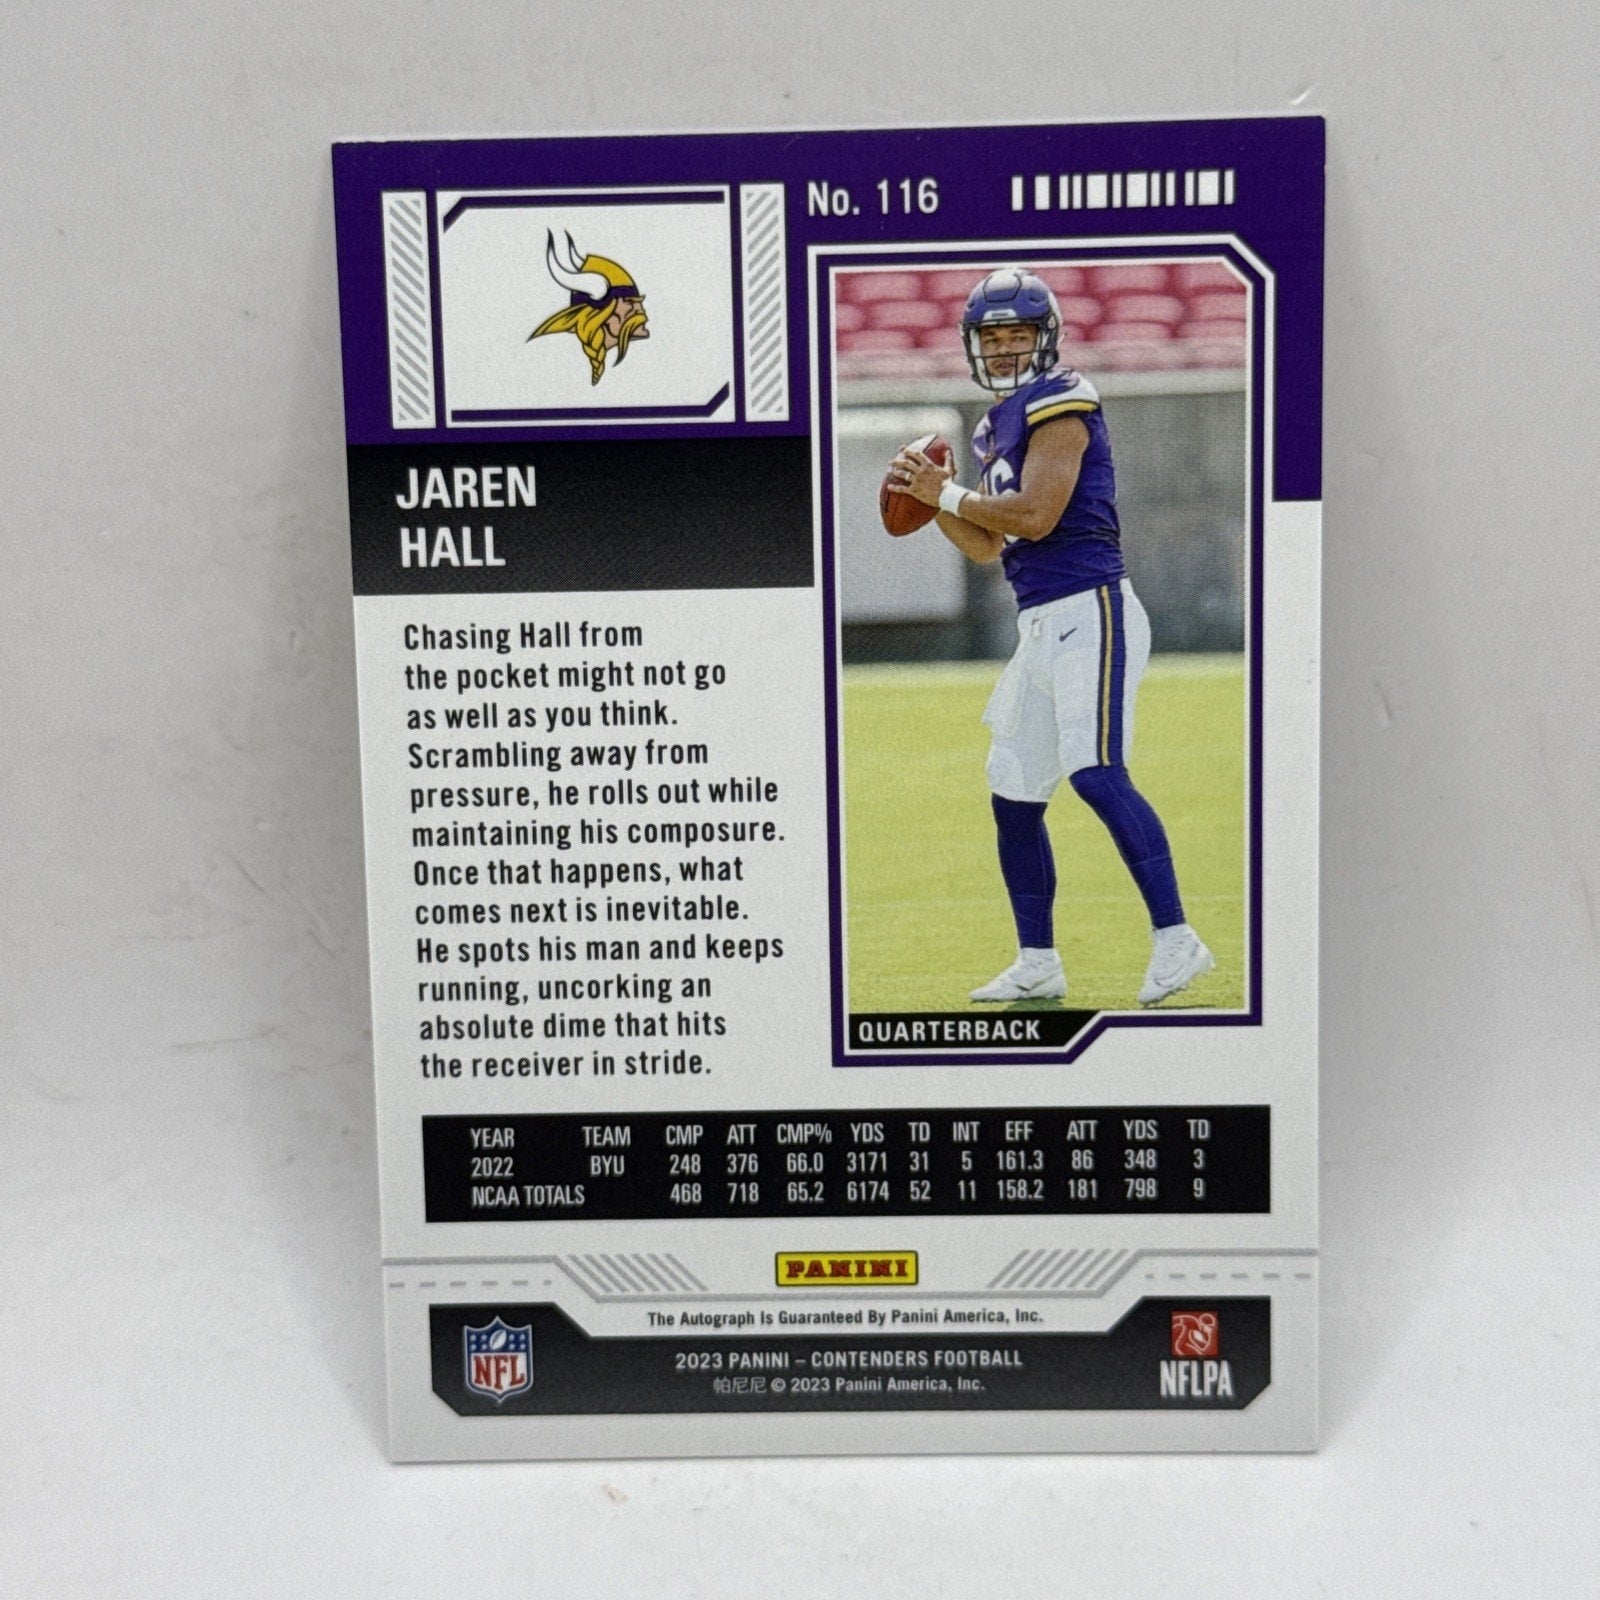 No. 116
JAREN
HALL
Chasing Hall from
the pocket might not go
as well as you think.
Scrambling away from
pressure, he rolls out while
maintaining his composure.
Once that happens, what
comes next is inevitable.
He spots his man and keeps
running, uncorking an
absolute dime that hits
the receiver in stride.
QUARTERBACK
YEAR TEAM CMP ATT CMP% YDS TD INT EFF ATT YDS TD
2022 BYU 248 376 66.0 3171 31 5 161.3 86 348 3
NCAA TOTALS 468 718 65.2 6174 52 11 158.2 181 798 9
PANINI
The Autograph Is Guaranteed By Panini America, Inc.
NFL
2023 PANINI – CONTENDERS FOOTBALL
帕尼尼 © 2023 Panini America, Inc.
NFLPA